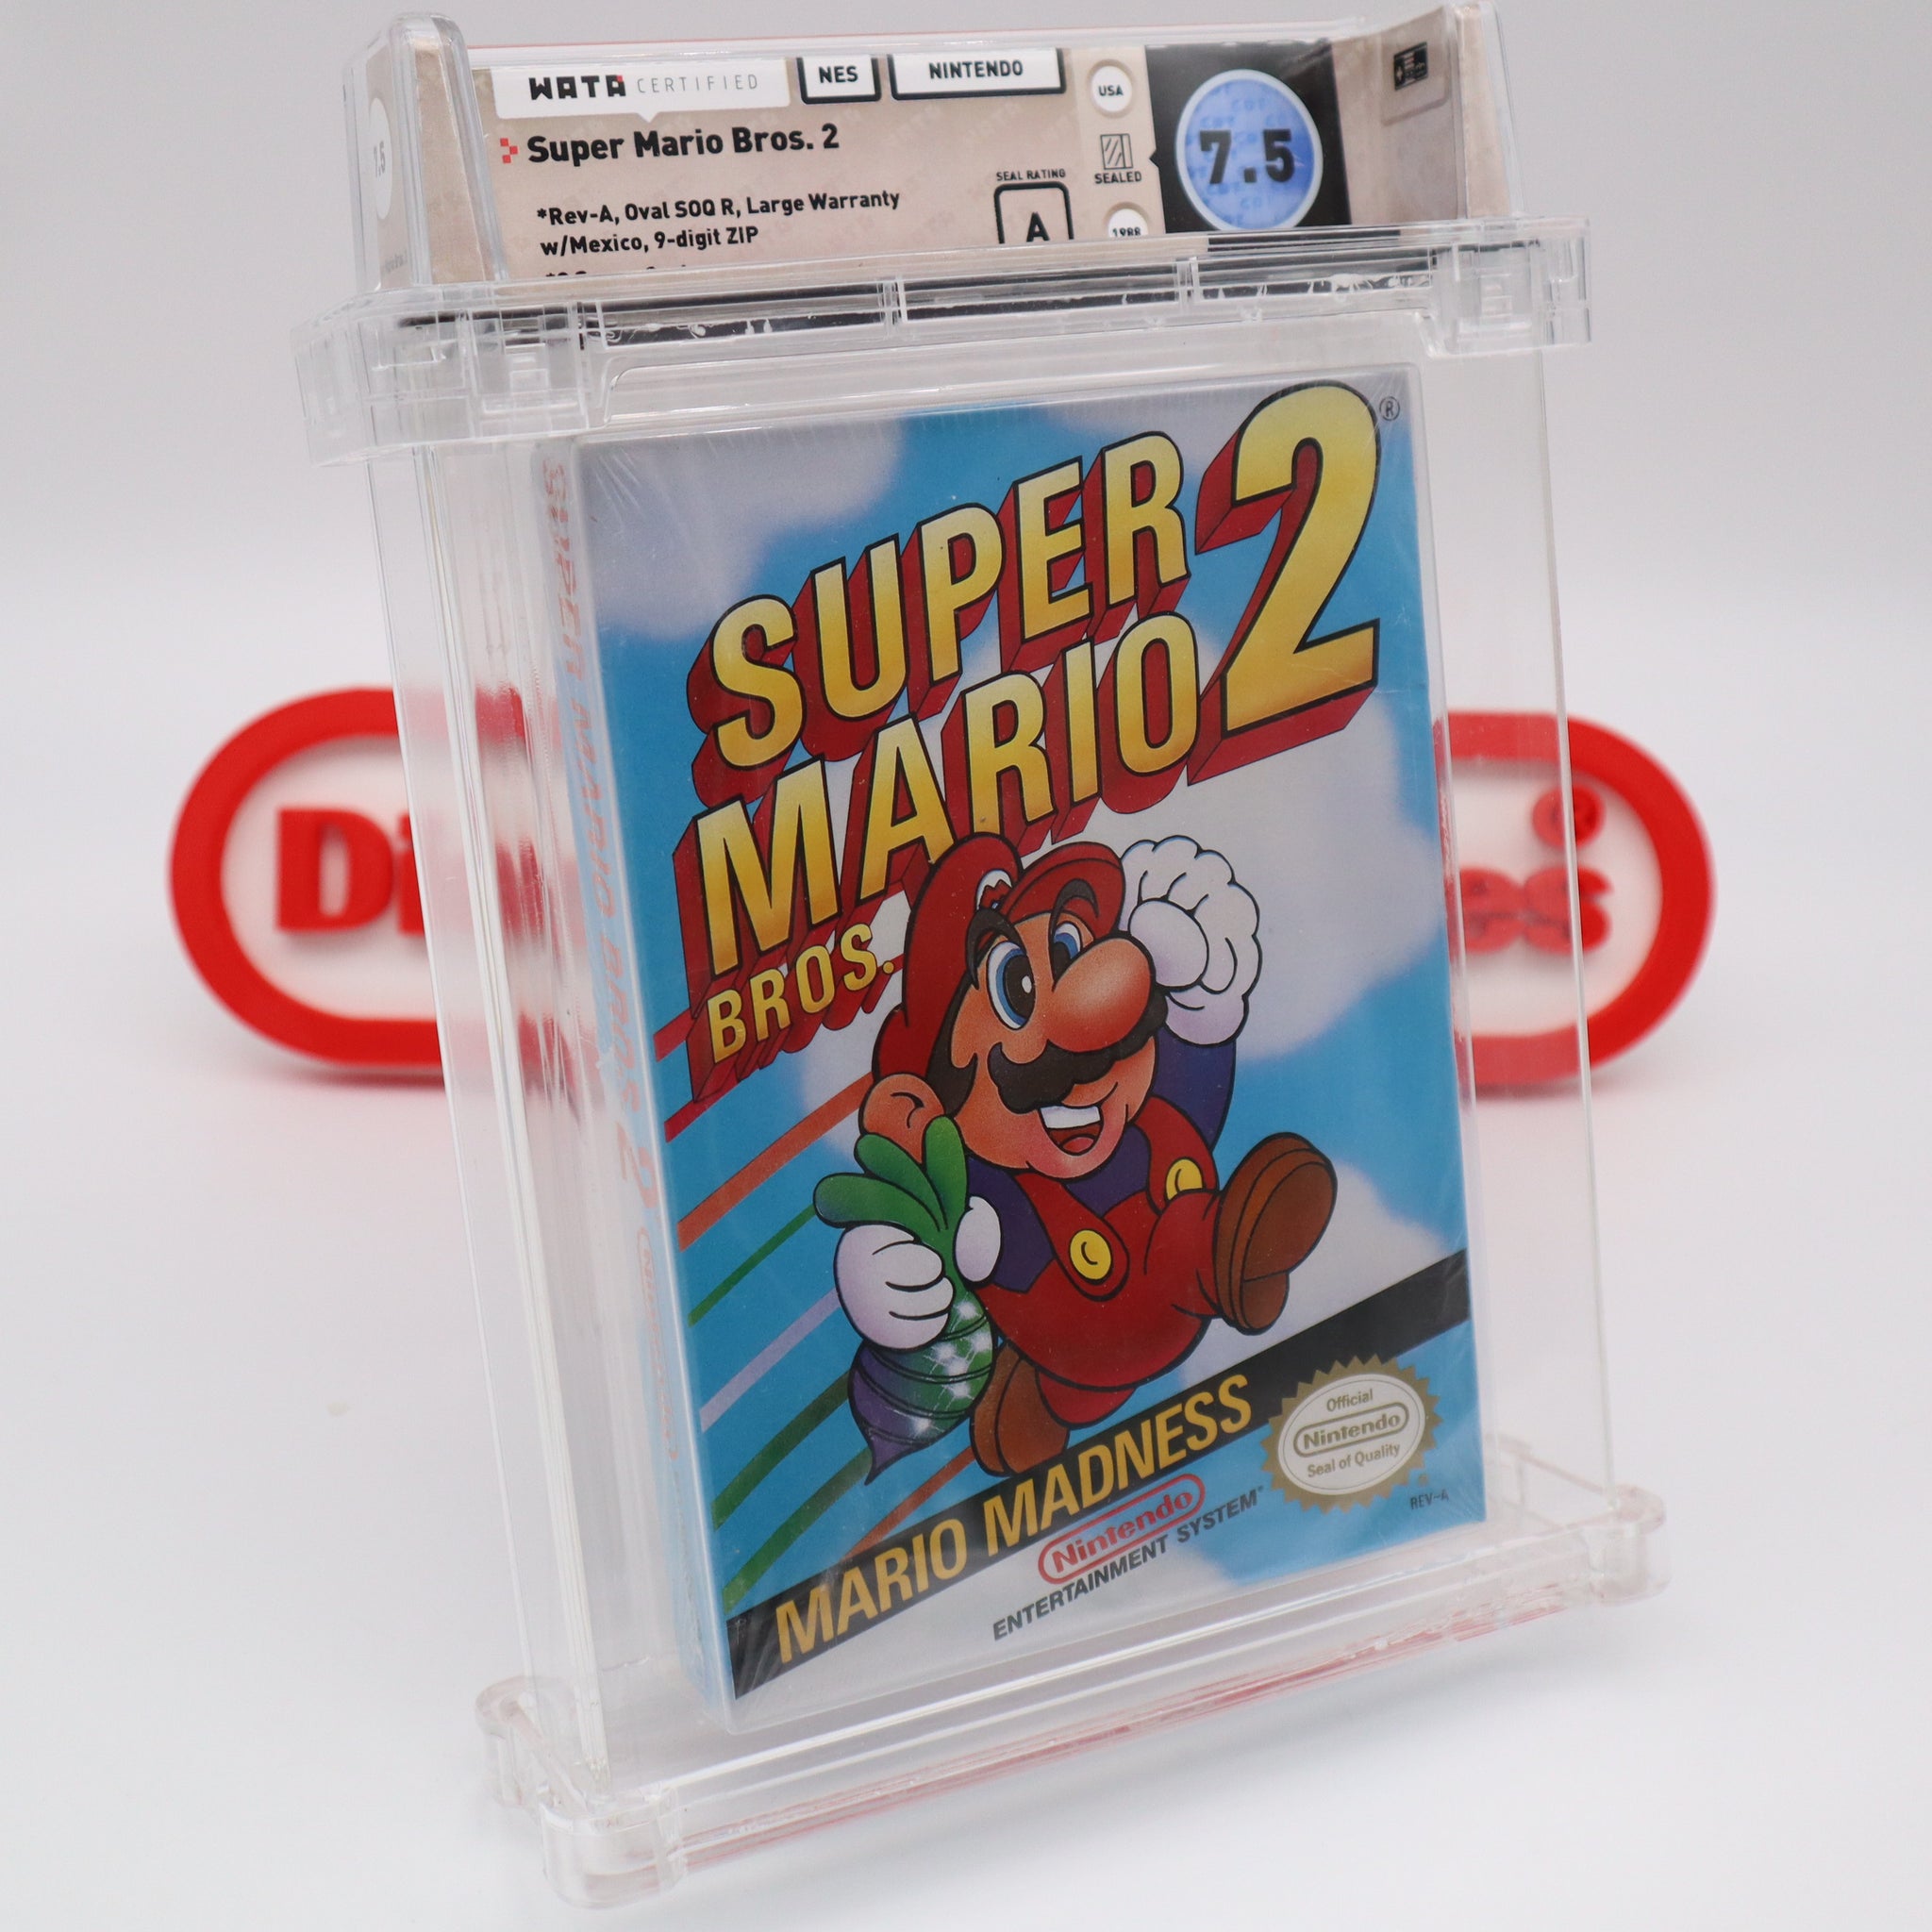 WATA CERTIFIED
NES
NINTENDO
USA
Super Mario Bros. 2
7.5
SEALED
SEAL RATING
A
1988
*Rev-A, Oval SOQ R, Large Warranty
w/Mexico, 9-digit ZIP
7.5
SUPER
MARIO
BROS.
2
®
SUPER MARIO BROS. 2
MARIO MADNESS
Nintendo
ENTERTAINMENT SYSTEM
Official
Nintendo
Seal of Quality
REV-A